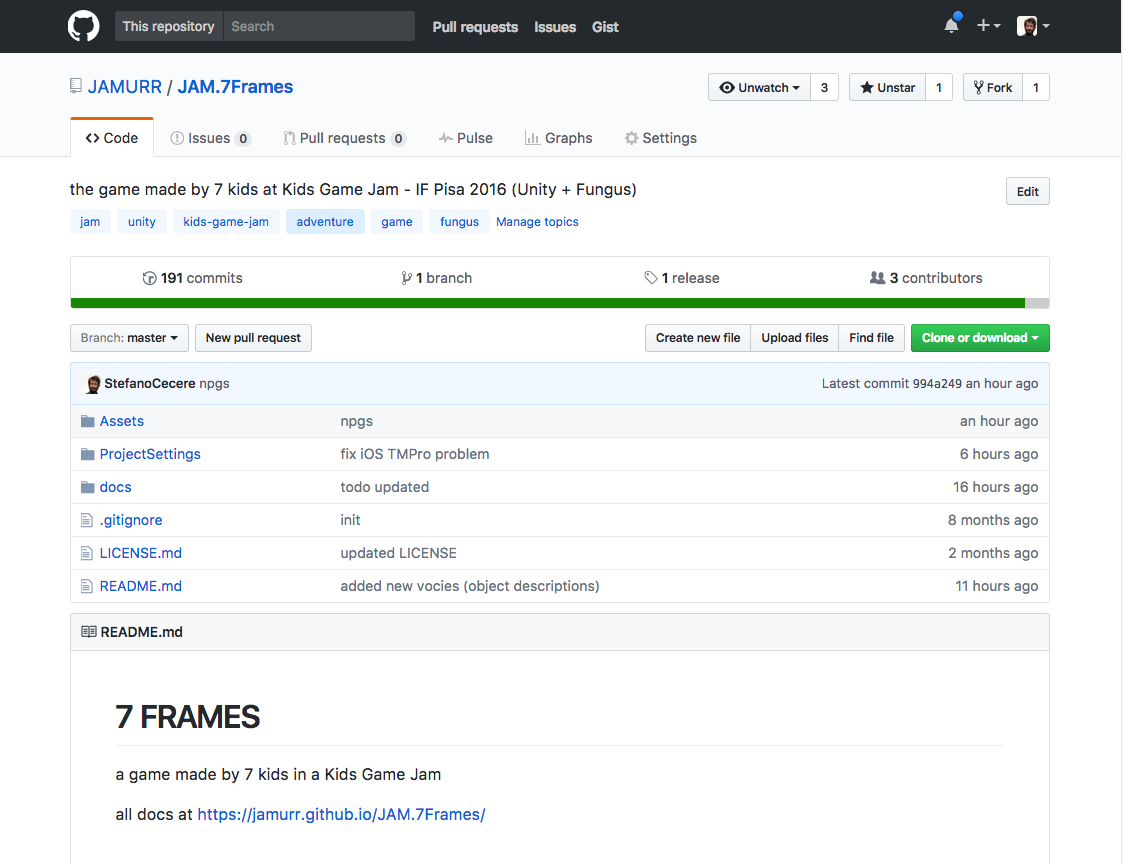 This repository Search Pull requests Issues Gist
JAMURR / JAM.7Frames Unwatch 3 Unstar 1 Fork 1
Code Issues 0 Pull requests 0 Pulse Graphs Settings
the game made by 7 kids at Kids Game Jam - IF Pisa 2016 (Unity + Fungus) Edit
jam unity kids-game-jam adventure game fungus Manage topics
191 commits 1 branch 1 release 3 contributors
Branch: master New pull request Create new file Upload files Find file Clone or download
StefanoCecere npgs Latest commit 994a249 an hour ago
Assets npgs an hour ago
ProjectSettings fix iOS TMPro problem 6 hours ago
docs todo updated 16 hours ago
.gitignore init 8 months ago
LICENSE.md updated LICENSE 2 months ago
README.md added new vocies (object descriptions) 11 hours ago
README.md
7 FRAMES
a game made by 7 kids in a Kids Game Jam
all docs at https://jamurr.github.io/JAM.7Frames/